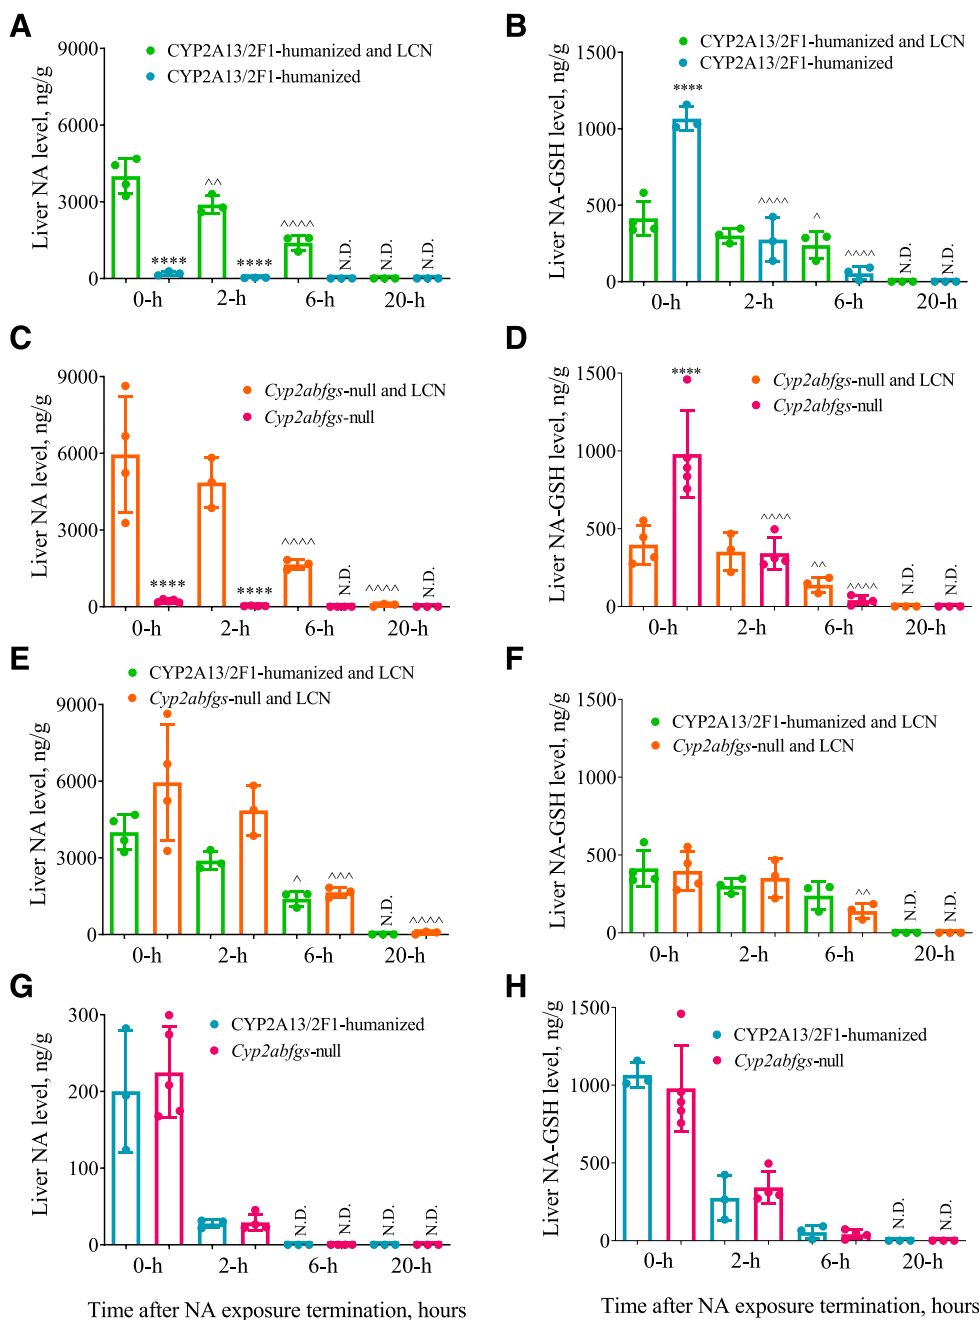 A
Liver NA level, ng/g
9000
6000
3000
0
CYP2A13/2F1-humanized and LCN
CYP2A13/2F1-humanized
****
^^
****
^^^^
N.D.
N.D.
N.D.
0-h 2-h 6-h 20-h
B
Liver NA-GSH level, ng/g
1500
1000
500
0
CYP2A13/2F1-humanized and LCN
CYP2A13/2F1-humanized
****
^^^^
^
^^^^
N.D.
N.D.
0-h 2-h 6-h 20-h
C
Liver NA level, ng/g
9000
6000
3000
0
Cyp2abfgs-null and LCN
Cyp2abfgs-null
****
****
^^^^
N.D.
^^^^
N.D.
0-h 2-h 6-h 20-h
D
Liver NA-GSH level, ng/g
1500
1000
500
0
Cyp2abfgs-null and LCN
Cyp2abfgs-null
****
^^^^
^^
^^^^
N.D.
N.D.
0-h 2-h 6-h 20-h
E
Liver NA level, ng/g
9000
6000
3000
0
CYP2A13/2F1-humanized and LCN
Cyp2abfgs-null and LCN
^
^^^
N.D.
^^^^
0-h 2-h 6-h 20-h
F
Liver NA-GSH level, ng/g
1500
1000
500
0
CYP2A13/2F1-humanized and LCN
Cyp2abfgs-null and LCN
^^
N.D.
N.D.
0-h 2-h 6-h 20-h
G
Liver NA level, ng/g
300
200
100
0
CYP2A13/2F1-humanized
Cyp2abfgs-null
N.D.
N.D.
N.D.
N.D.
0-h 2-h 6-h 20-h
Time after NA exposure termination, hours
H
Liver NA-GSH level, ng/g
1500
1000
500
0
CYP2A13/2F1-humanized
Cyp2abfgs-null
N.D.
N.D.
0-h 2-h 6-h 20-h
Time after NA exposure termination, hours